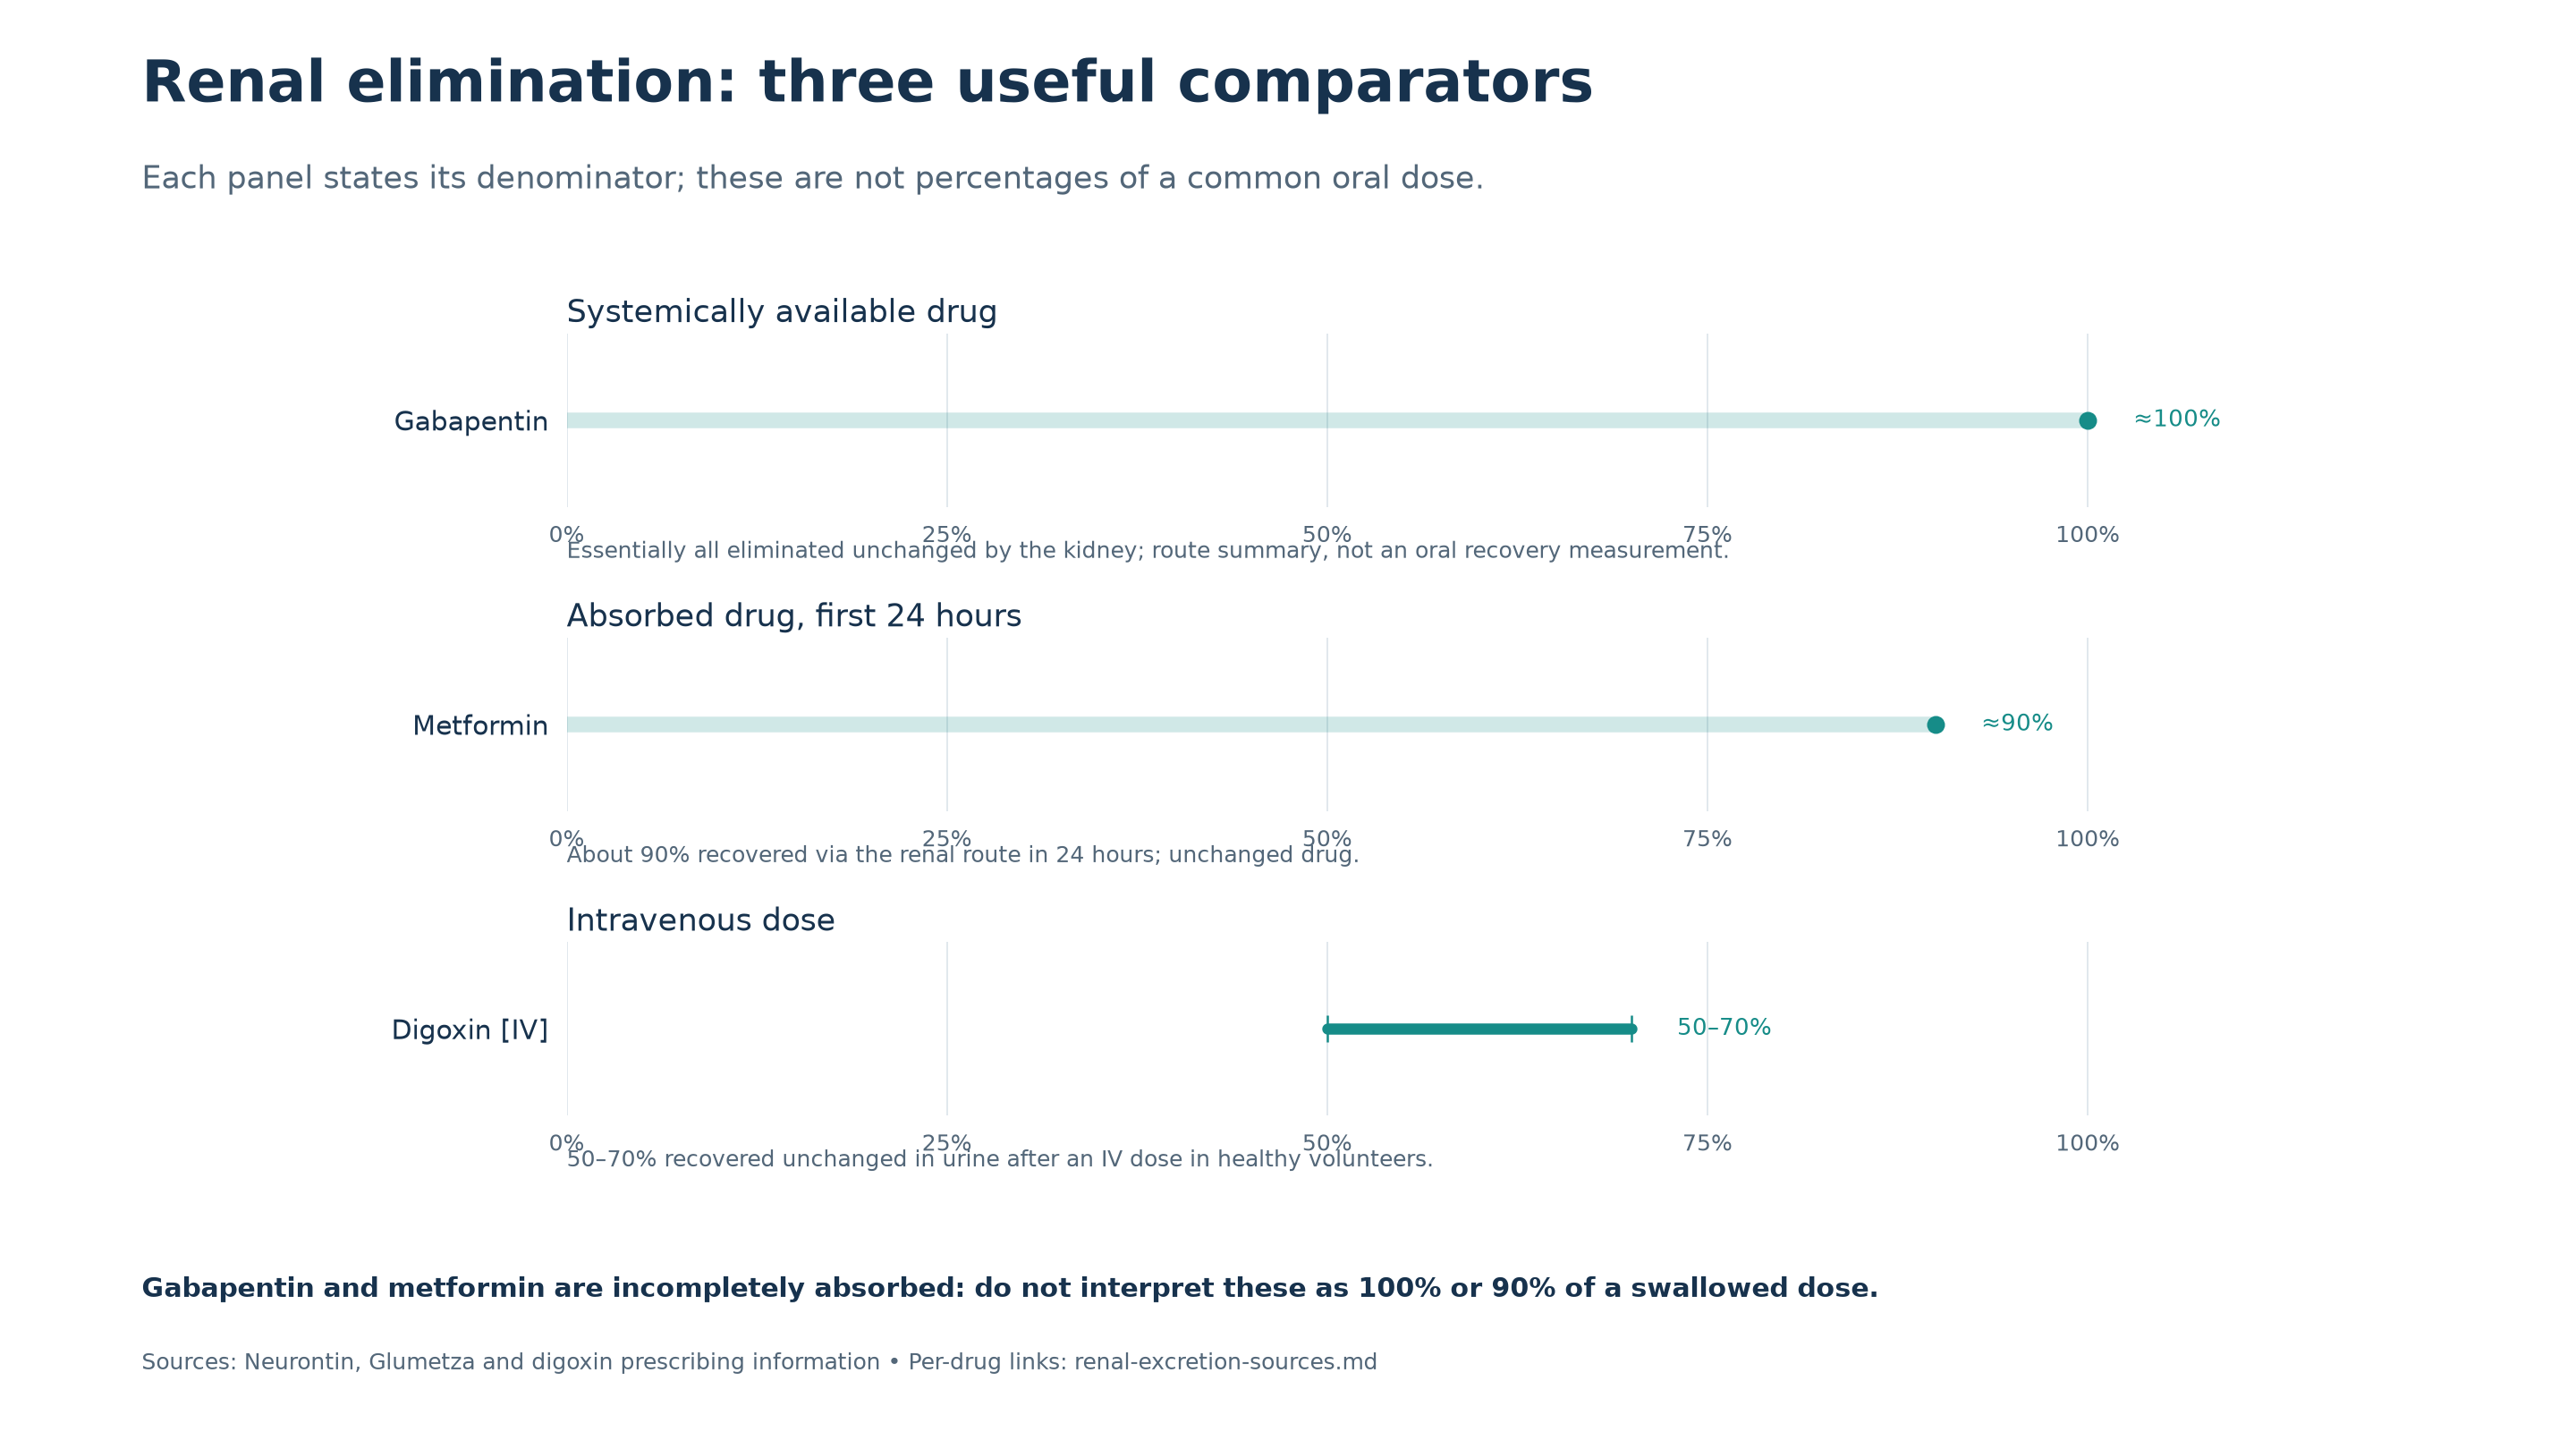 Renal elimination: three useful comparators
Each panel states its denominator; these are not percentages of a common oral dose.
Systemically available drug
Gabapentin
≈100%
0% 25% 50% 75% 100%
Essentially all eliminated unchanged by the kidney; route summary, not an oral recovery measurement.
Absorbed drug, first 24 hours
Metformin
≈90%
0% 25% 50% 75% 100%
About 90% recovered via the renal route in 24 hours; unchanged drug.
Intravenous dose
Digoxin [IV]
50–70%
0% 25% 50% 75% 100%
50–70% recovered unchanged in urine after an IV dose in healthy volunteers.
Gabapentin and metformin are incompletely absorbed: do not interpret these as 100% or 90% of a swallowed dose.
Sources: Neurontin, Glumetza and digoxin prescribing information • Per-drug links: renal-excretion-sources.md